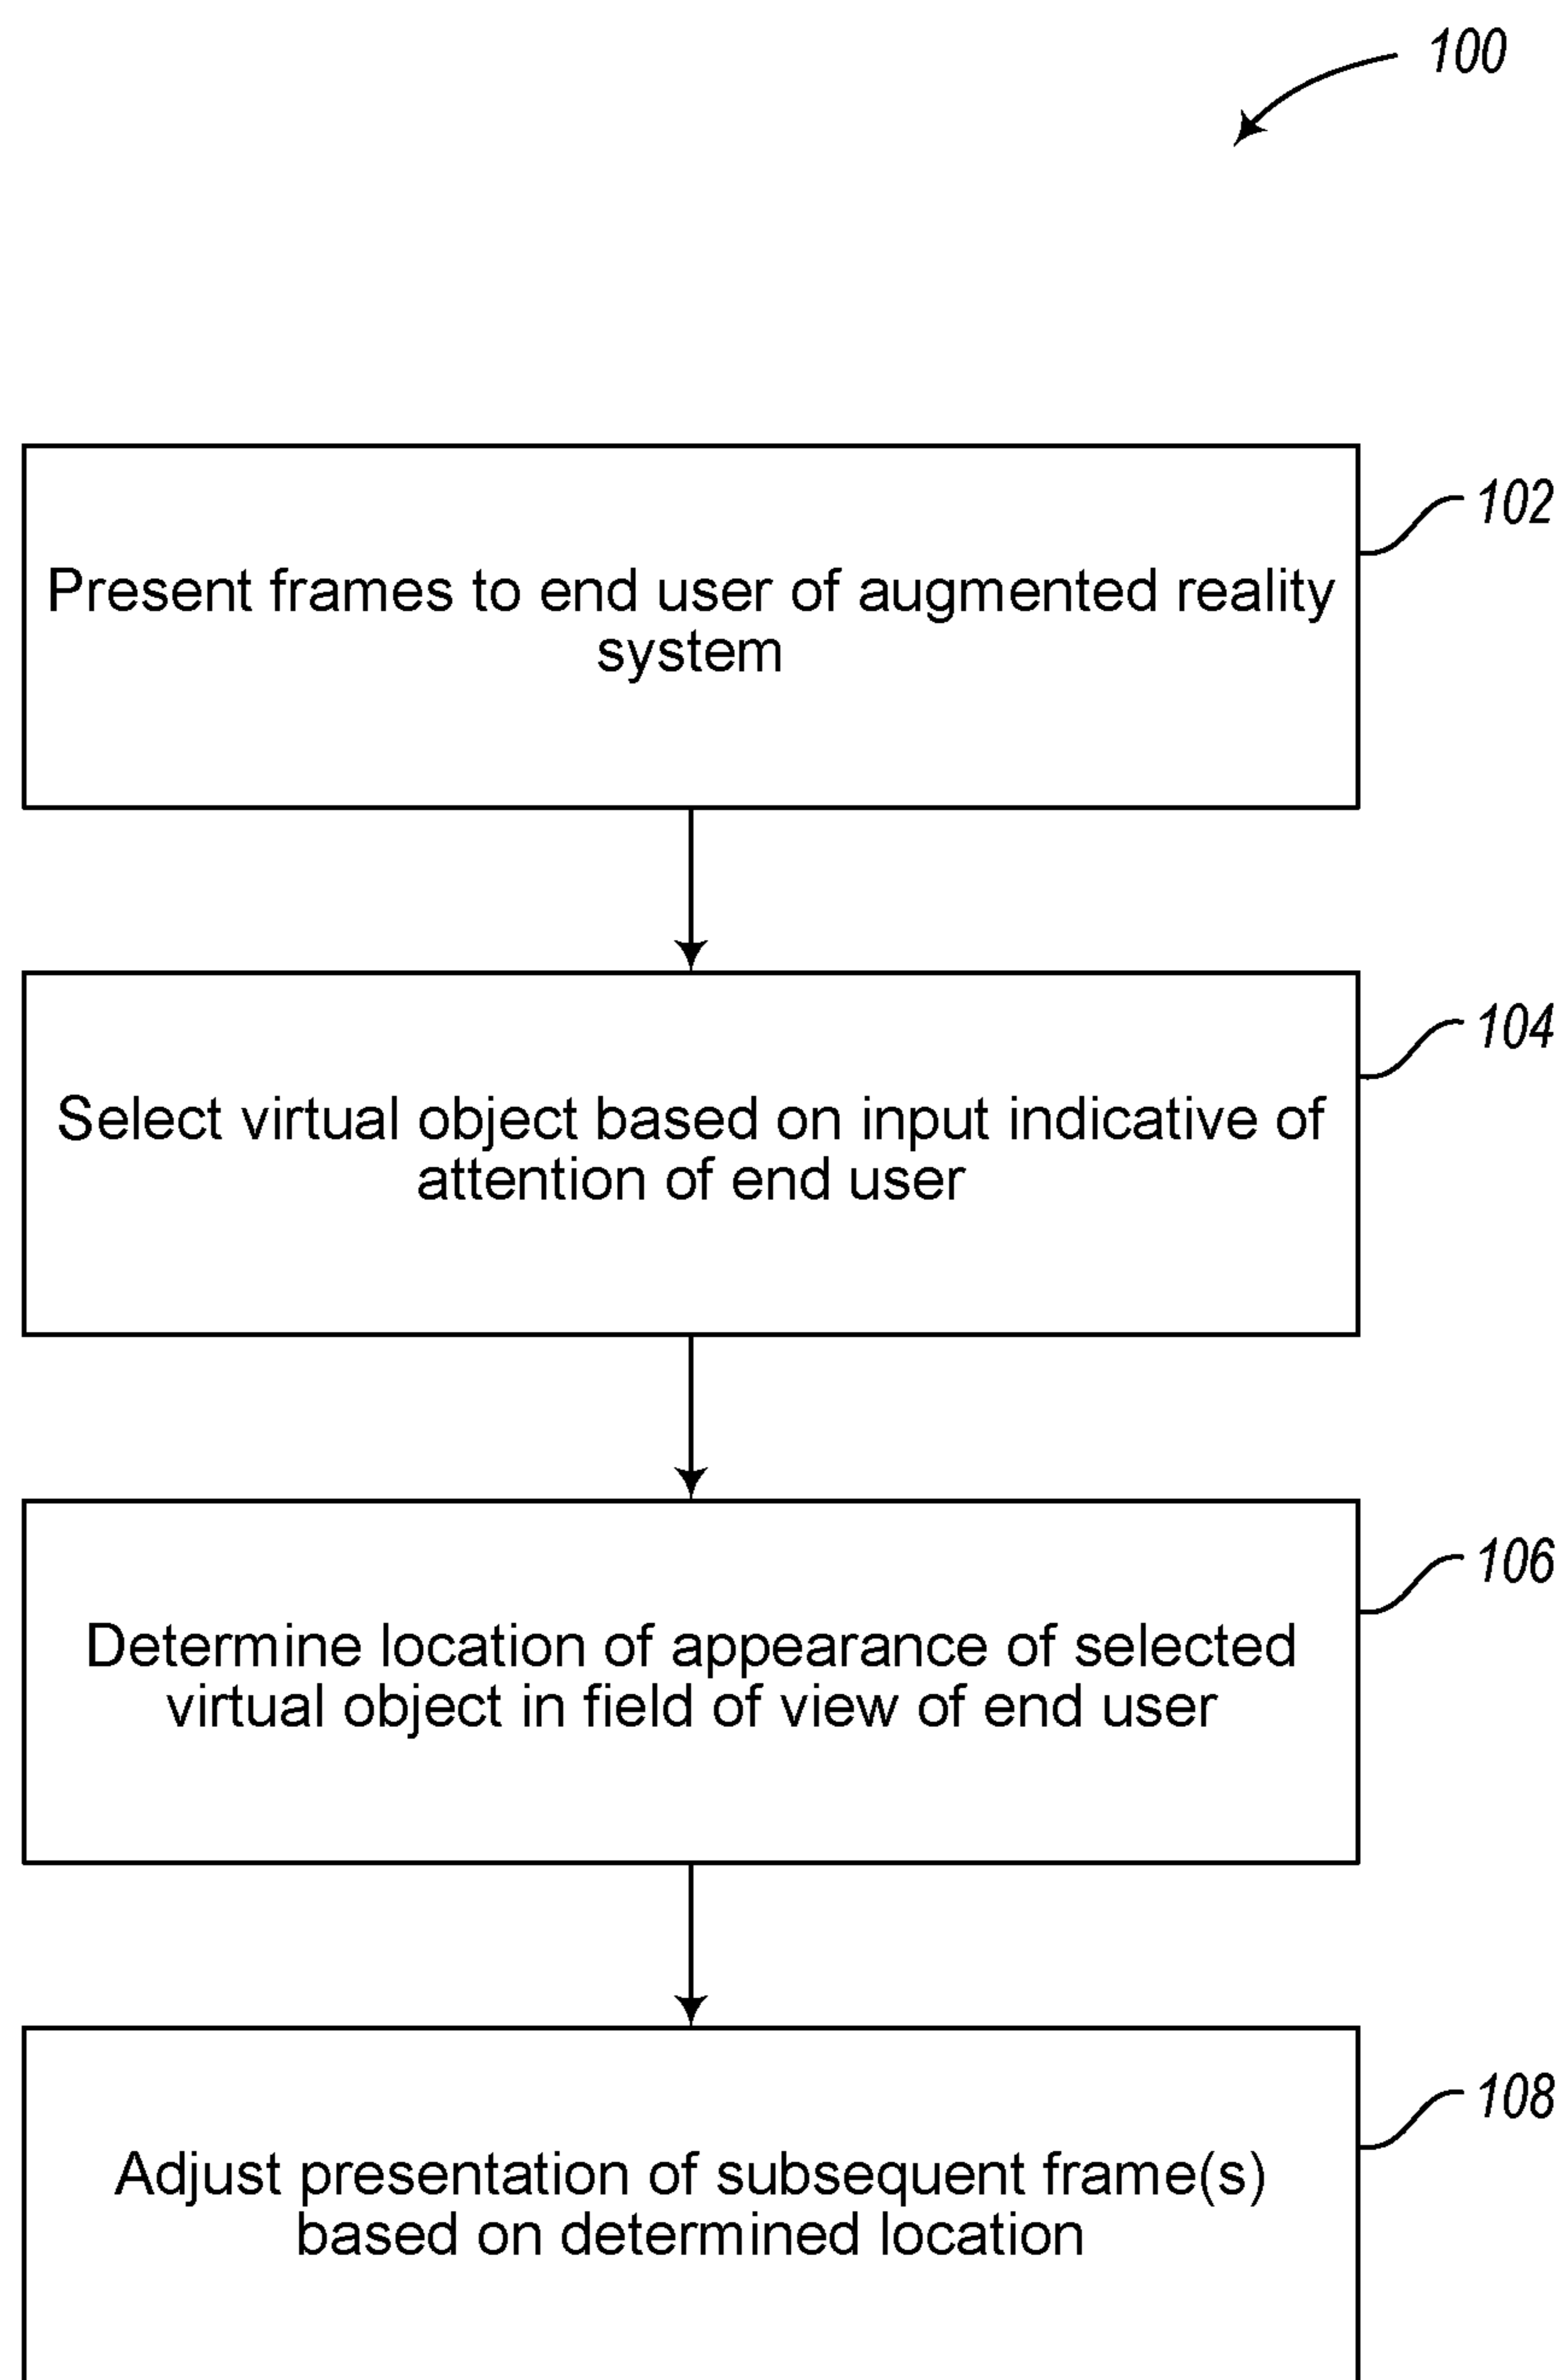 100
102
Present frames to end user of augmented reality
system
104
Select virtual object based on input indicative of
attention of end user
106
Determine location of appearance of selected
virtual object in field of view of end user
108
Adjust presentation of subsequent frame(s)
based on determined location